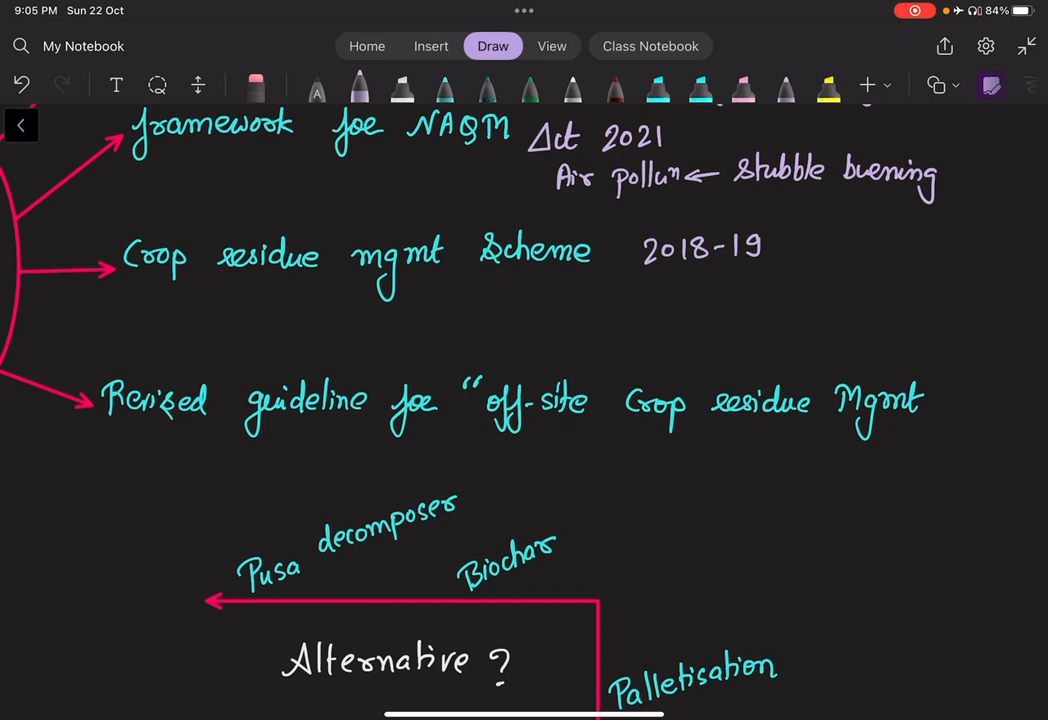 9:05 PM Sun 22 Oct
84%
My Notebook
Home Insert Draw View Class Notebook
framework for NAQM
Act 2021
Air pollun ← stubble burning
Crop residue mgmt Scheme 2018-19
Revised guideline for "off-site Crop residue Mgmt
Pusa decomposer
Biochar
Alternative ?
Palletisation